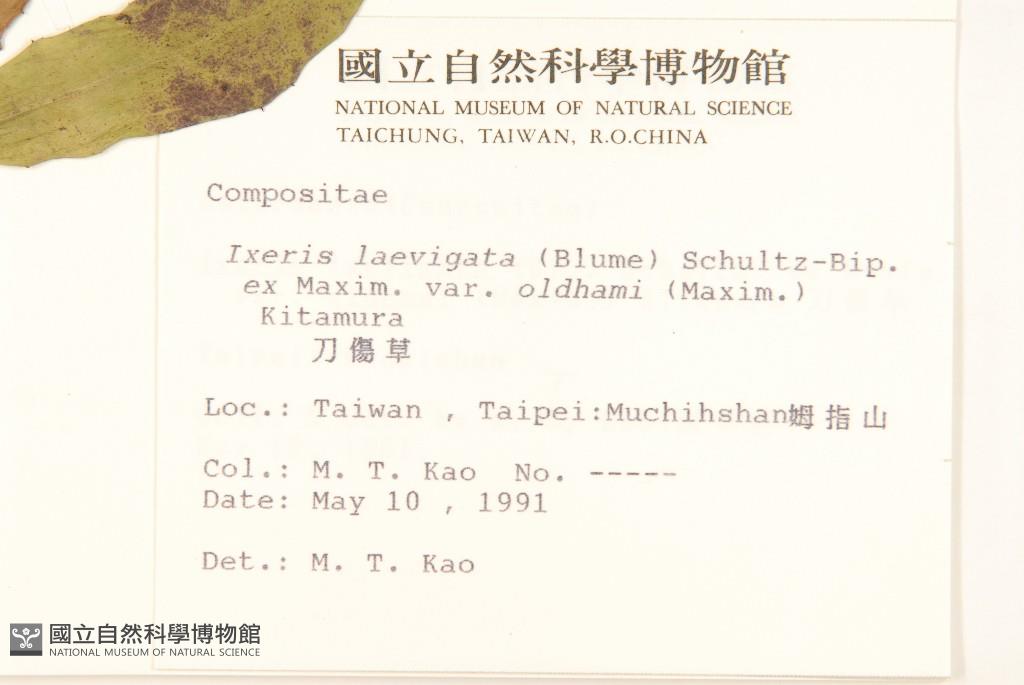 國立自然科學博物館
NATIONAL MUSEUM OF NATURAL SCIENCE
TAICHUNG, TAIWAN, R.O.CHINA
Compositae
Ixeris laevigata (Blume) Schultz-Bip.
ex Maxim. var. oldhami (Maxim.)
Kitamura
刀傷草
Loc.: Taiwan , Taipei:Muchihshan姆指山
Col.: M. T. Kao No. -----
Date: May 10 , 1991
Det.: M. T. Kao
國立自然科學博物館
NATIONAL MUSEUM OF NATURAL SCIENCE